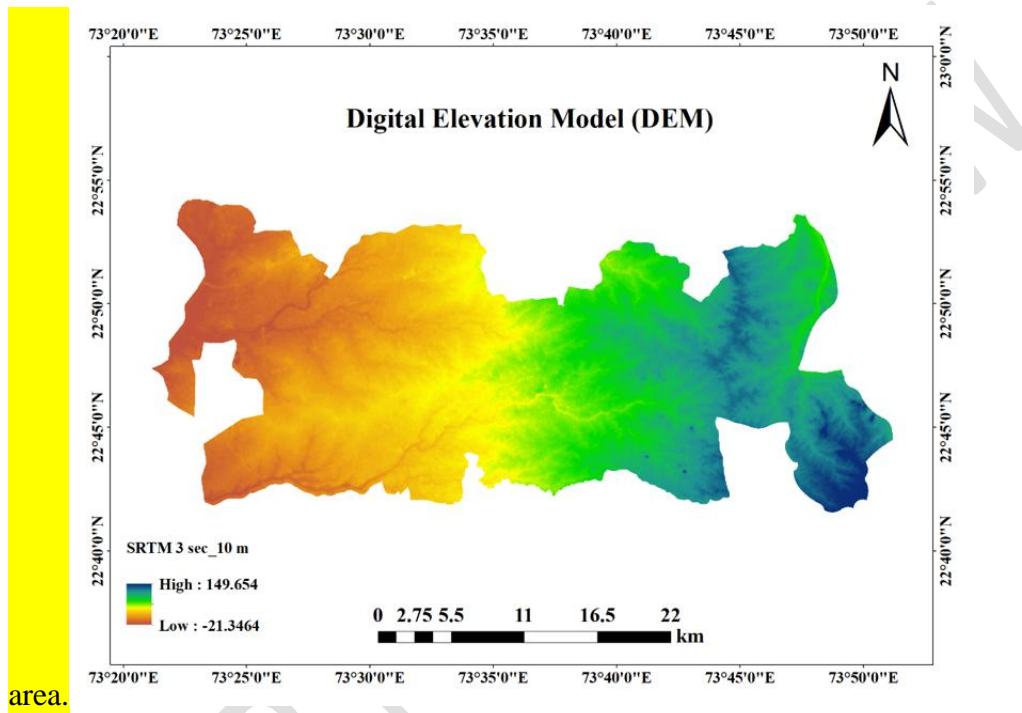 73°20'0"E 73°25'0"E 73°30'0"E 73°35'0"E 73°40'0"E 73°45'0"E 73°50'0"E
N
Digital Elevation Model (DEM)
23°0'0"N 23°0'0"N
22°55'0"N 22°55'0"N
22°50'0"N 22°50'0"N
22°45'0"N 22°45'0"N
22°40'0"N 22°40'0"N
SRTM 3 sec_10 m
High : 149.654
Low : -21.3464
0 2.75 5.5 11 16.5 22
km
73°20'0"E 73°25'0"E 73°30'0"E 73°35'0"E 73°40'0"E 73°45'0"E 73°50'0"E
area.